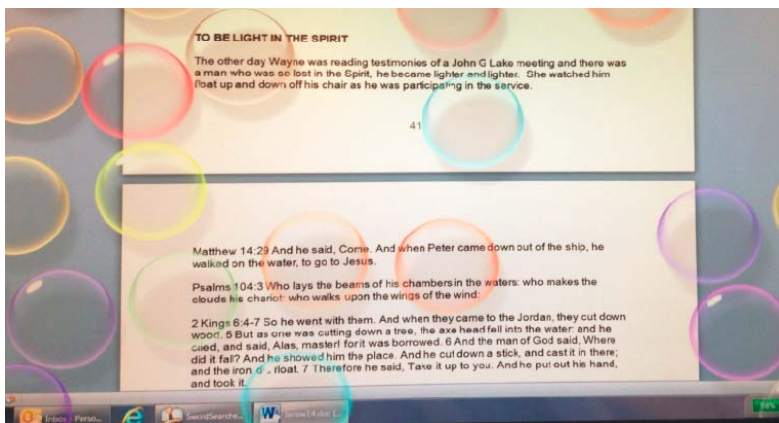 TO BE LIGHT IN THE SPIRIT
The other day Wayne was reading testmonies of a John G Lake meeting and there was
a man who was so lost in the Spirit, he became lighter and lighter. She watched him
float up and down off his chair as he was participating in the service.
41
Matthew 14:29 And he said, Come. And when Peter came down out of the ship, he
walked on the water, to go to Jesus.
Psalms 104:3 Who lays the beams of his chambers in the waters: who makes the
clouds his chariot: who walks upon the wings of the wind:
2 Kings 6:4-7 So he went with them. And when they came to the Jordan, they cut down
wood. 5 But as one was cutting down a tree, the axe head fell into the water: and he
cried, and said, Alas, master! for it was borrowed. 6 And the man of God said, Where
did it fall? And he showed him the place. And he cut down a stick, and cast it in there;
and the iron float. 7 Therefore he said, Take it up to you. And he put out his hand,
and took it.
Inbox - Perso...
SwordSearche...
94%